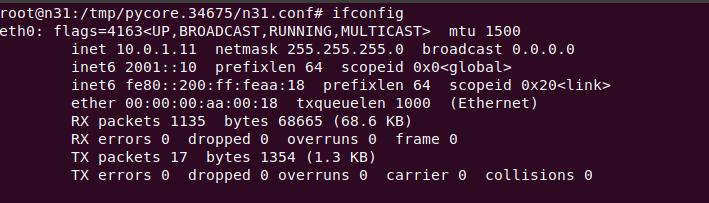 root@n31:/tmp/pycore.34675/n31.conf# ifconfig
eth0: flags=4163<UP,BROADCAST,RUNNING,MULTICAST>  mtu 1500
        inet 10.0.1.11  netmask 255.255.255.0  broadcast 0.0.0.0
        inet6 2001::10  prefixlen 64  scopeid 0x0<global>
        inet6 fe80::200:ff:feaa:18  prefixlen 64  scopeid 0x20<link>
        ether 00:00:00:aa:00:18  txqueuelen 1000  (Ethernet)
        RX packets 1135  bytes 68665 (68.6 KB)
        RX errors 0  dropped 0  overruns 0  frame 0
        TX packets 17  bytes 1354 (1.3 KB)
        TX errors 0  dropped 0 overruns 0  carrier 0  collisions 0